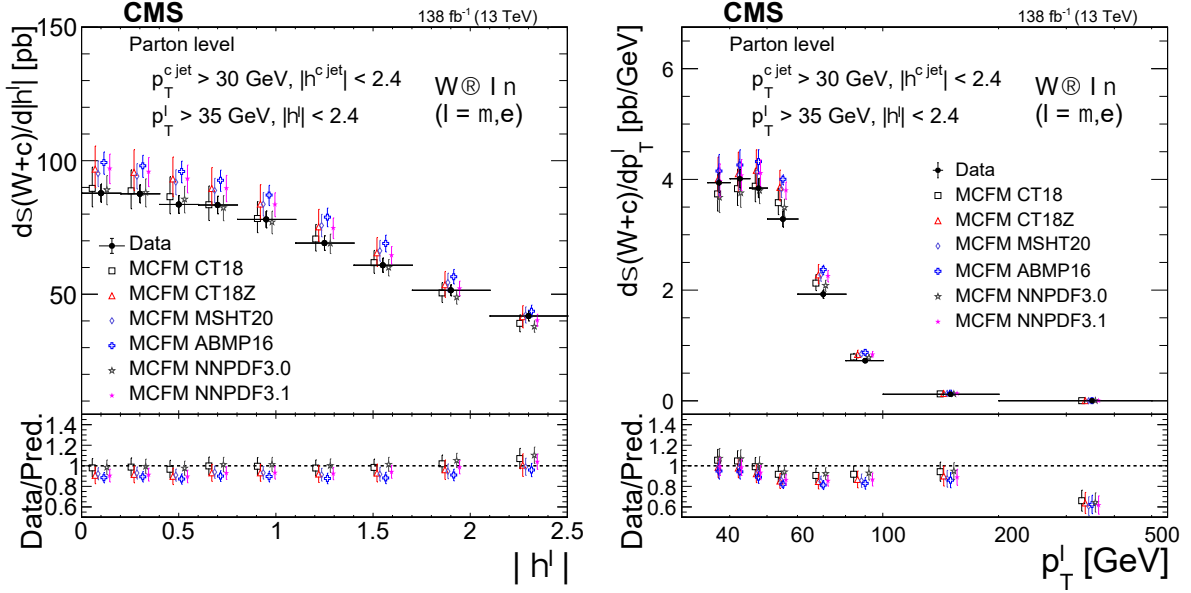 CMS
138 fb⁻¹ (13 TeV)
ds(W+c)/d|hˡ| [pb]
Parton level
p_T^{c jet} > 30 GeV, |h^{c jet}| < 2.4
p_T^l > 35 GeV, |hˡ| < 2.4
W® l n
(l = m,e)
Data
MCFM CT18
MCFM CT18Z
MCFM MSHT20
MCFM ABMP16
MCFM NNPDF3.0
MCFM NNPDF3.1
150
100
50
Data/Pred.
1.4
1.2
1
0.8
0.6
0 0.5 1 1.5 2 2.5
| hˡ |
CMS
138 fb⁻¹ (13 TeV)
ds(W+c)/dp_T^l [pb/GeV]
Parton level
p_T^{c jet} > 30 GeV, |h^{c jet}| < 2.4
p_T^l > 35 GeV, |hˡ| < 2.4
W® l n
(l = m,e)
Data
MCFM CT18
MCFM CT18Z
MCFM MSHT20
MCFM ABMP16
MCFM NNPDF3.0
MCFM NNPDF3.1
6
4
2
0
Data/Pred.
1.4
1.2
1
0.8
0.6
40 60 100 200 500
p_T^l [GeV]